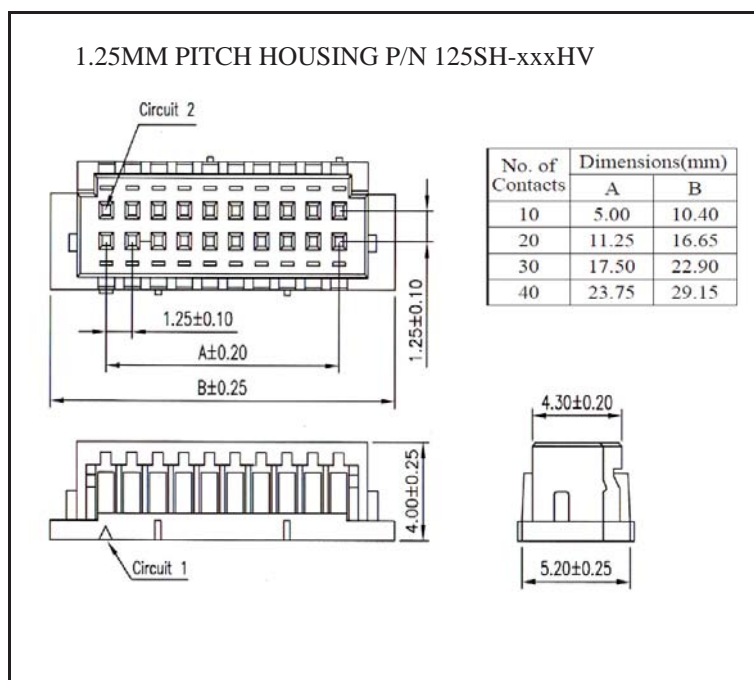 1.25MM PITCH HOUSING P/N 125SH-xxxHV
Circuit 2
No. of Contacts Dimensions(mm)
A B
10 5.00 10.40
20 11.25 16.65
30 17.50 22.90
40 23.75 29.15
1.25±0.10
1.25±0.10
A±0.20
B±0.25
4.30±0.20
4.00±0.25
Circuit 1
5.20±0.25